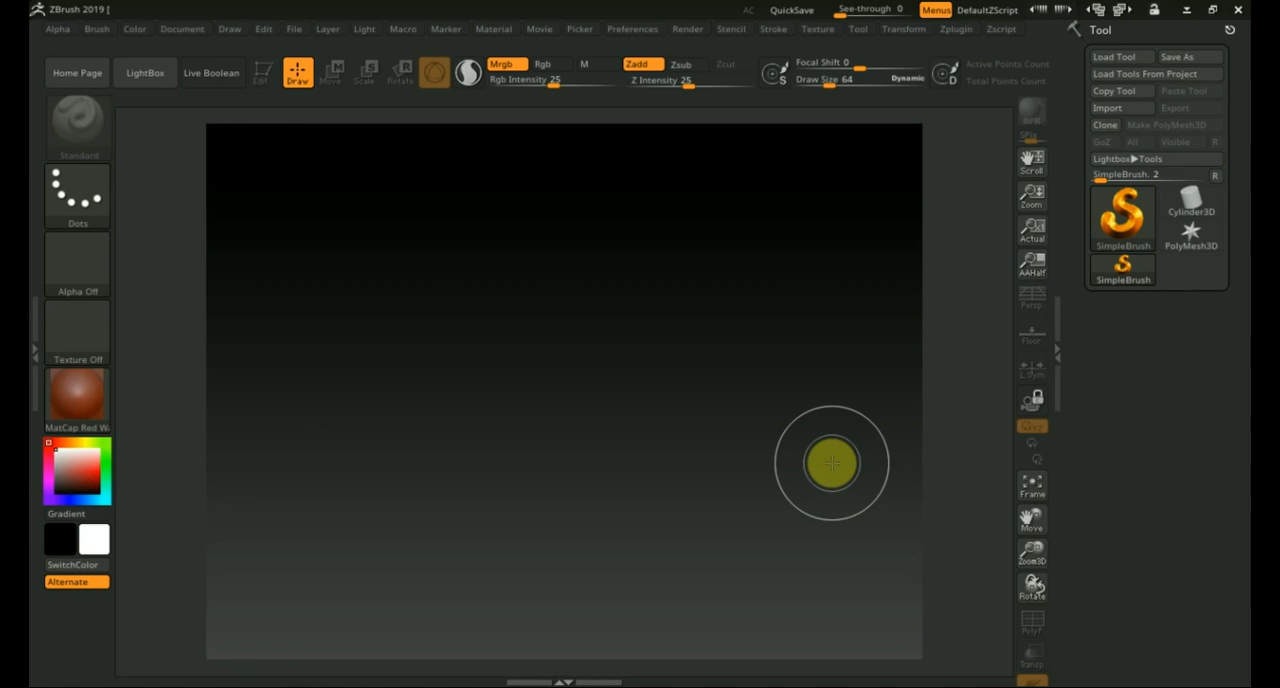 ZBrush 2019 [
AC QuickSave See-through 0 Menus DefaultZScript
Alpha Brush Color Document Draw Edit File Layer Light Macro Marker Material Movie Picker Preferences Render Stencil Stroke Texture Tool Transform Zplugin Zscript
Tool
Home Page LightBox Live Boolean Edit Draw Move Scale Rotate
Mrgb Rgb M Zadd Zsub Zcut
Rgb Intensity 25 Z Intensity 25
S Focal Shift 0
Draw Size 64 Dynamic D
Active Points Count
Total Points Count
Load Tool Save As
Load Tools From Project
Copy Tool Paste Tool
Import Export
Clone Make PolyMesh3D
GoZ All Visible R
Lightbox▶Tools
SimpleBrush. 2 R
SimpleBrush
Cylinder3D
PolyMesh3D
SimpleBrush
Standard
Dots
Alpha Off
Texture Off
MatCap Red W
Gradient
SwitchColor
Alternate
BPR
SPix
Scroll
Zoom
Actual
AAHalf
Persp
Floor
L.Sym
Frame
Move
Zoom3D
Rotate
PolyF
Transp